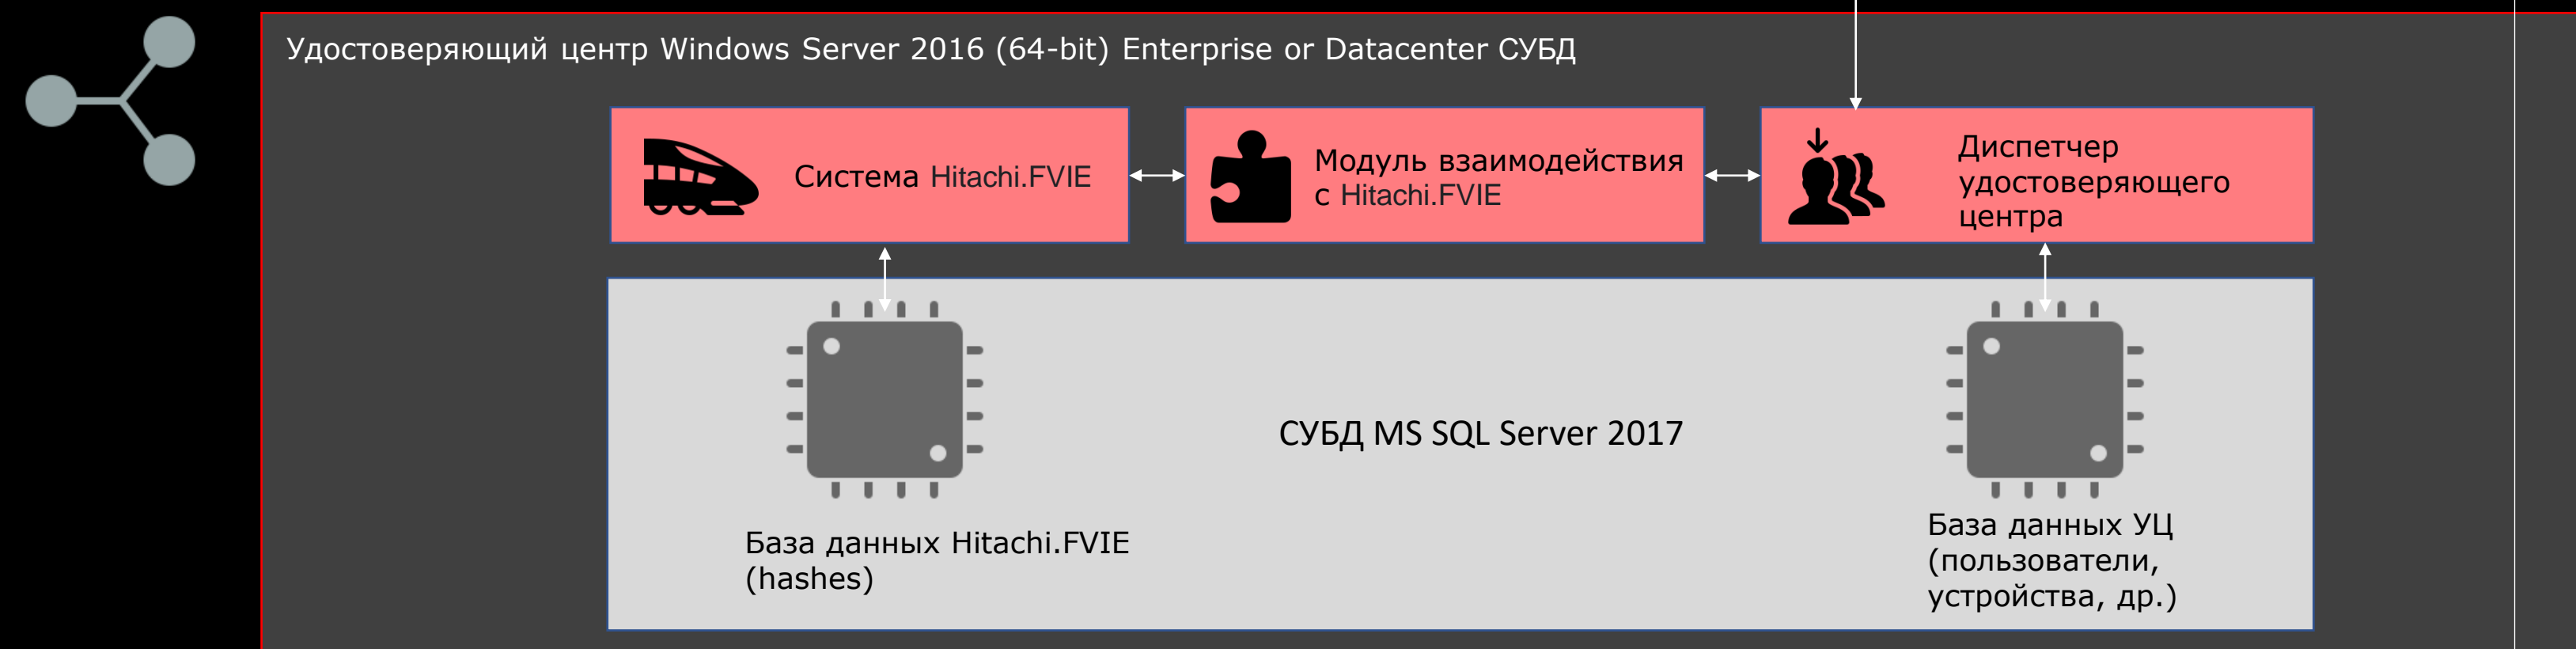 Удостоверяющий центр Windows Server 2016 (64-bit) Enterprise or Datacenter СУБД
Система Hitachi.FVIE
Модуль взаимодействия
с Hitachi.FVIE
Диспетчер
удостоверяющего
центра
СУБД MS SQL Server 2017
База данных Hitachi.FVIE
(hashes)
База данных УЦ
(пользователи,
устройства, др.)